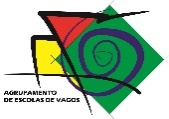 AGRUPAMENTO
DE ESCOLAS DE VAGOS